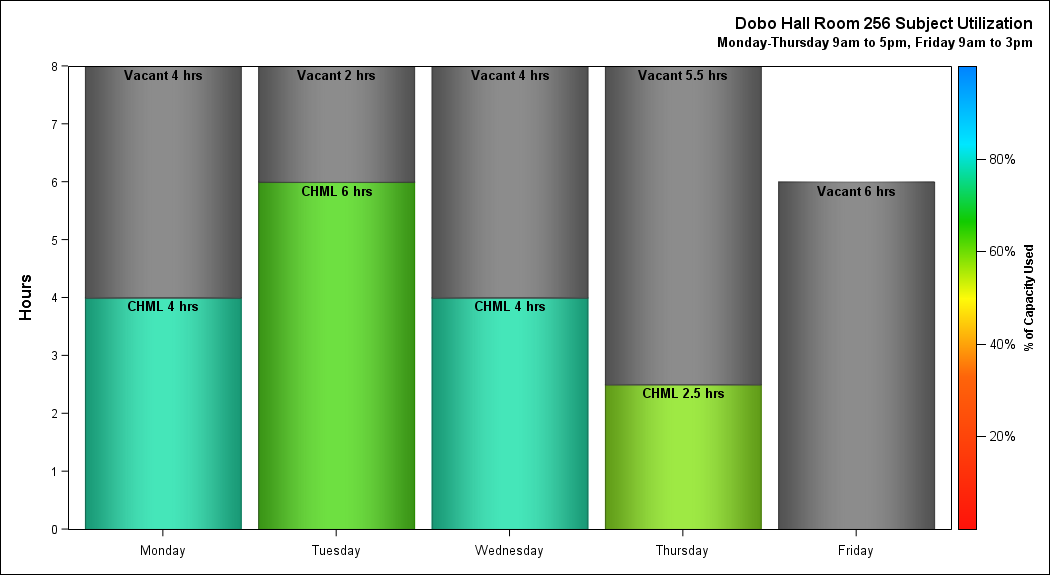 Dobo Hall Room 256 Subject Utilization
Monday-Thursday 9am to 5pm, Friday 9am to 3pm
Hours
8
7
6
5
4
3
2
1
0
Vacant 4 hrs
CHML 4 hrs
Vacant 2 hrs
CHML 6 hrs
Vacant 4 hrs
CHML 4 hrs
Vacant 5.5 hrs
CHML 2.5 hrs
Vacant 6 hrs
Monday
Tuesday
Wednesday
Thursday
Friday
80%
60%
40%
20%
% of Capacity Used